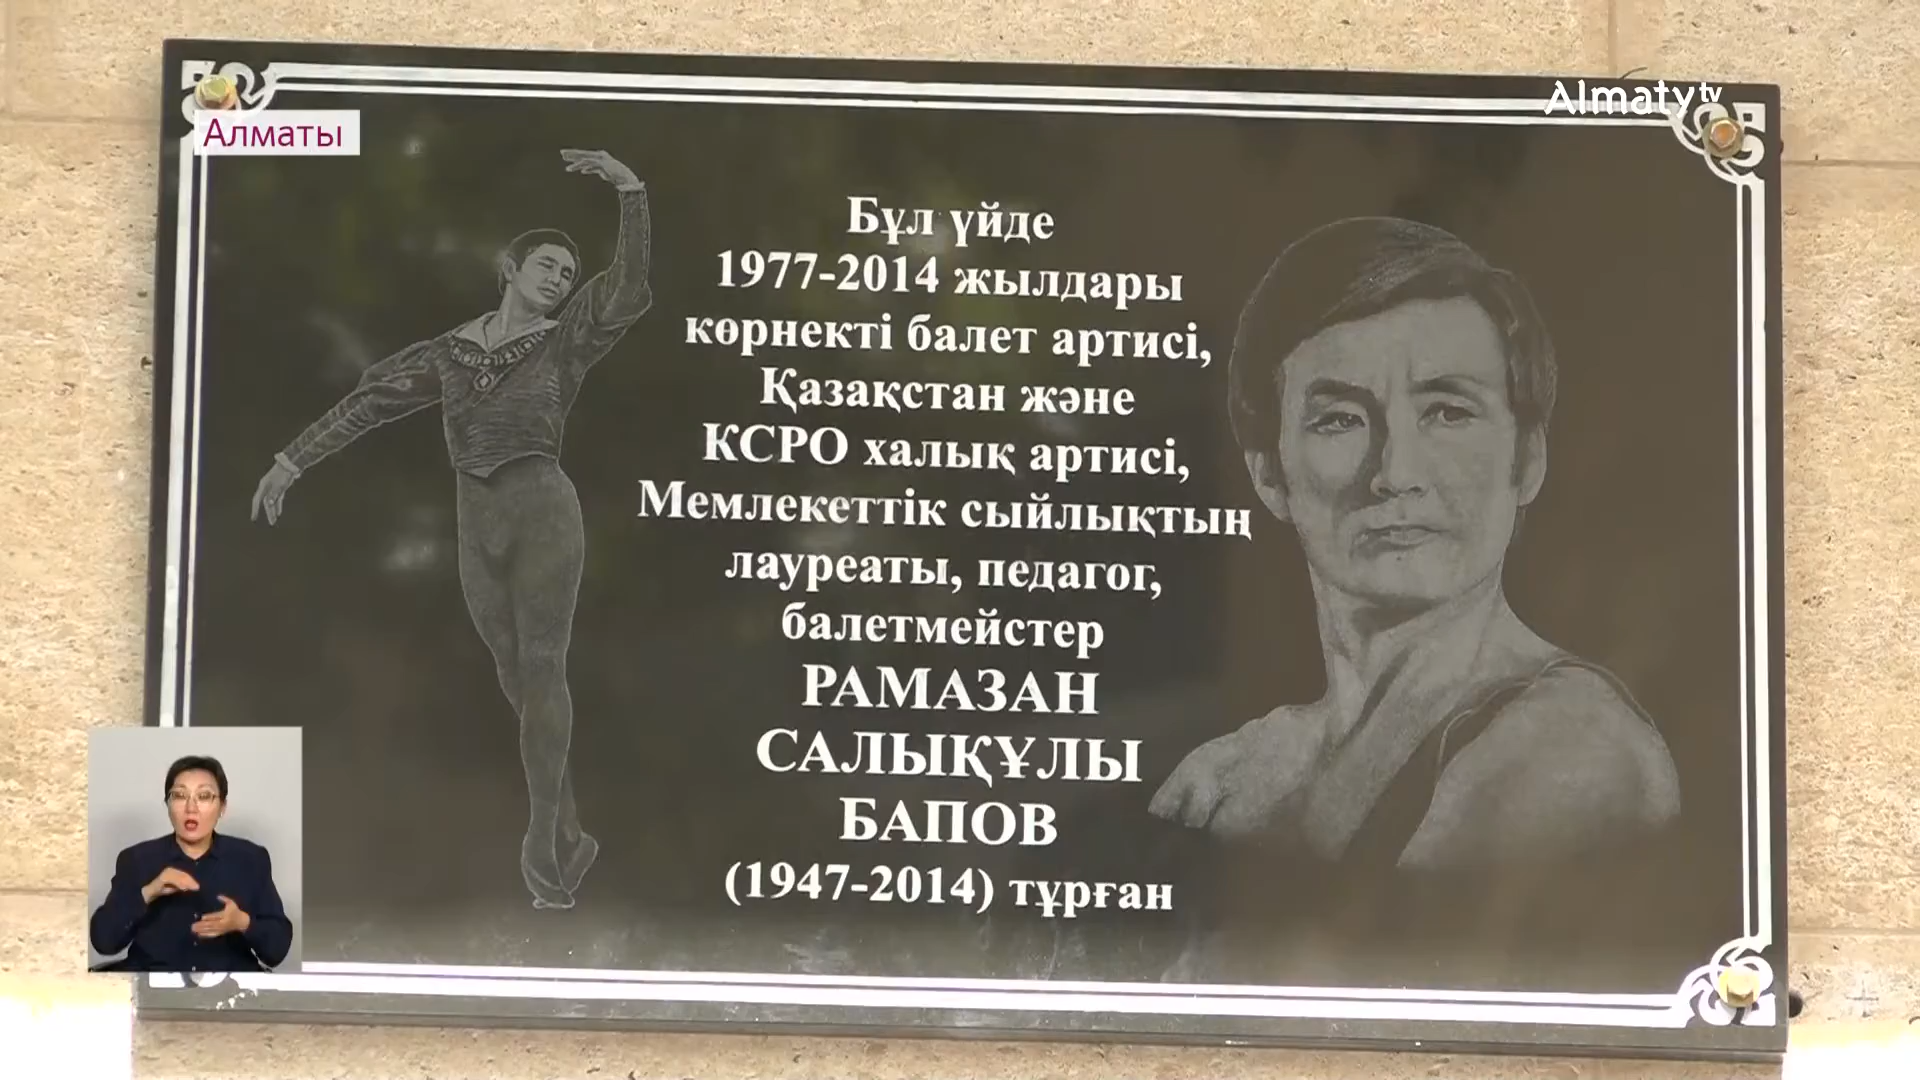 Almaty tv
Алматы
Бұл үйде
1977-2014 жылдары
көрнекті балет артисі,
Қазақстан және
КСРО халық артисі,
Мемлекеттік сыйлықтың
лауреаты, педагог,
балетмейстер
РАМАЗАН
САЛЫҚҰЛЫ
БАПОВ
(1947-2014) тұрған